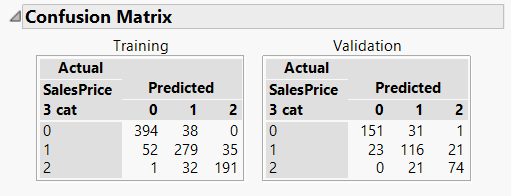 Confusion Matrix
Training Validation
Actual Actual
SalesPrice Predicted SalesPrice Predicted
3 cat 0 1 2 3 cat 0 1 2
0 394 38 0 0 151 31 1
1 52 279 35 1 23 116 21
2 1 32 191 2 0 21 74